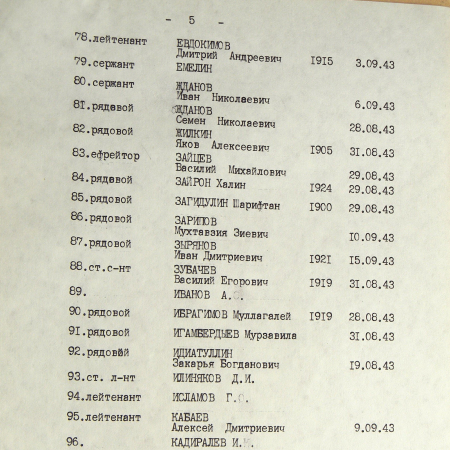 - 5 -
78.лейтенант ЕВДОКИМОВ
Дмитрий Андреевич 1915 3.09.43
79.сержант ЕМЕЛИН
80.сержант ЖДАНОВ
Иван Николаевич 6.09.43
81.рядовой ЖДАНОВ
Семен Николаевич 28.08.43
82.рядовой ЖИЛКИН
Яков Алексеевич 1905 31.08.43
83.ефрейтор ЗАЙЦЕВ
Василий Михайлович 29.08.43
84.рядовой ЗАЙРОН Халин 1924 29.08.43
85.рядовой ЗАГИДУЛИН Шарифтан 1900 29.08.43
86.рядовой ЗАРИПОВ
Мухтавзия Зиевич 10.09.43
87.рядовой ЗЫРЯНОВ
Иван Дмитриевич 1921 15.09.43
88.ст.с-нт ЗУБАЧЕВ
Василий Егорович 1919 31.08.43
89. ИВАНОВ А.С.
90.рядовой ИБРАГИМОВ Муллагалей 1919 28.08.43
91.рядовой ИГАМБЕРДЫЕВ Мурзавила 31.08.43
92.рядовой ИДИАТУЛЛИН
Закарья Богданович 19.08.43
93.ст. л-нт ИЛИНЯКОВ Д.И.
94.лейтенант ИСЛАМОВ Г.С.
95.лейтенант КАБАЕВ
Алексей Дмитриевич 9.09.43
96. КАДИРАЛЕВ И.